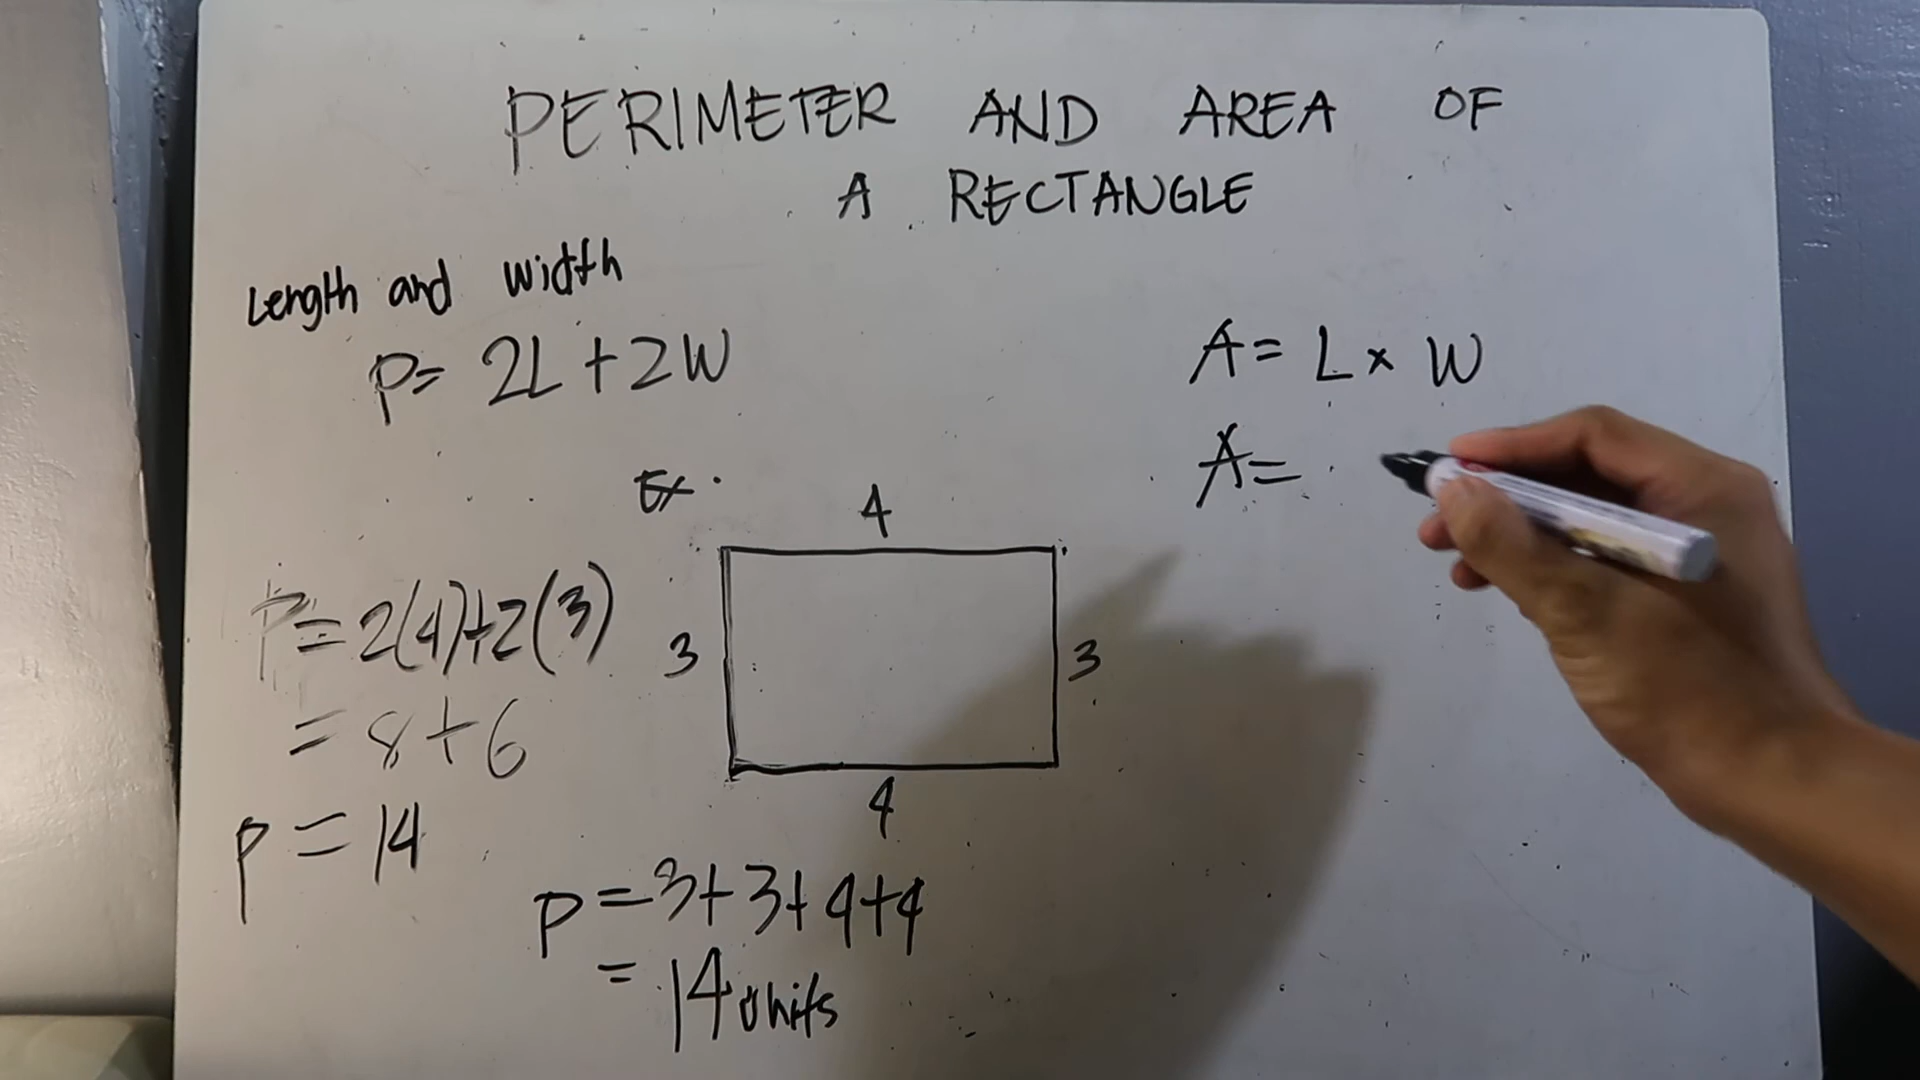 PERIMETER AND AREA OF
A RECTANGLE
Length and width
P= 2L + 2W
A = L x W
A =
Ex.
4
3
3
4
P = 2(4)+2(3)
= 8+6
P = 14
P = 3+3+4+4
= 14 units